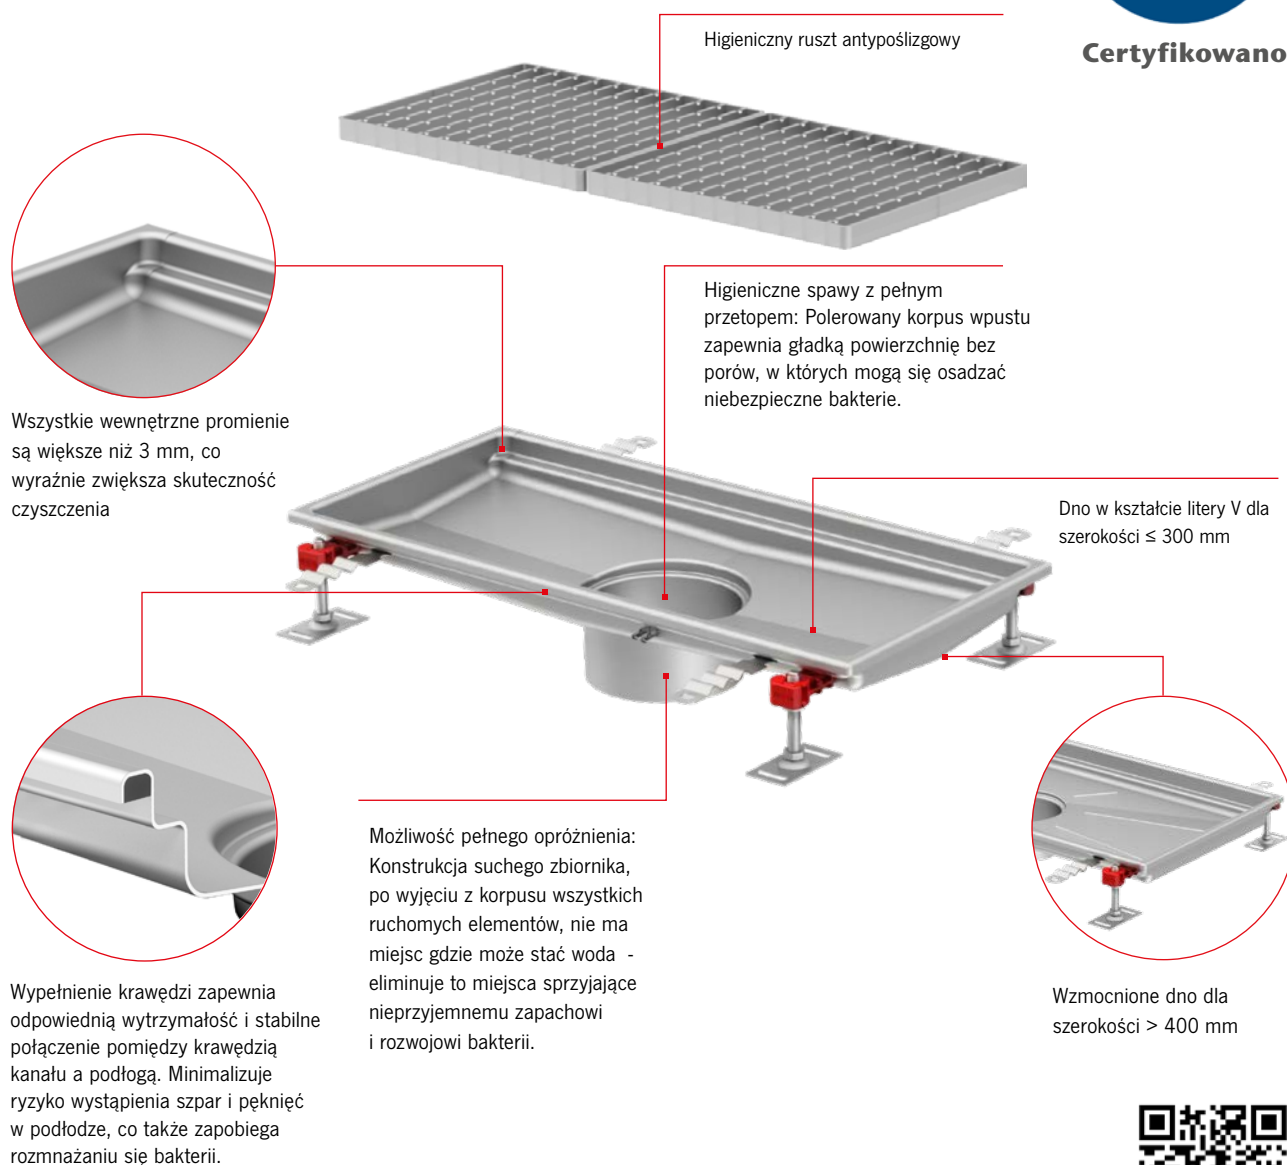 Higieniczny ruszt antypoślizgowy
Certyfikowano
Higieniczne spawy z pełnym
przetopem: Polerowany korpus wpustu
zapewnia gładką powierzchnię bez
porów, w których mogą się osadzać
niebezpieczne bakterie.
Wszystkie wewnętrzne promienie
są większe niż 3 mm, co
wyraźnie zwiększa skuteczność
czyszczenia
Dno w kształcie litery V dla
szerokości ≤ 300 mm
Możliwość pełnego opróżnienia:
Konstrukcja suchego zbiornika,
po wyjęciu z korpusu wszystkich
ruchomych elementów, nie ma
miejsc gdzie może stać woda -
eliminuje to miejsca sprzyjające
nieprzyjemnemu zapachowi
i rozwojowi bakterii.
Wypełnienie krawędzi zapewnia
odpowiednią wytrzymałość i stabilne
połączenie pomiędzy krawędzią
kanału a podłogą. Minimalizuje
ryzyko wystąpienia szpar i pęknięć
w podłodze, co także zapobiega
rozmnażaniu się bakterii.
Wzmocnione dno dla
szerokości > 400 mm